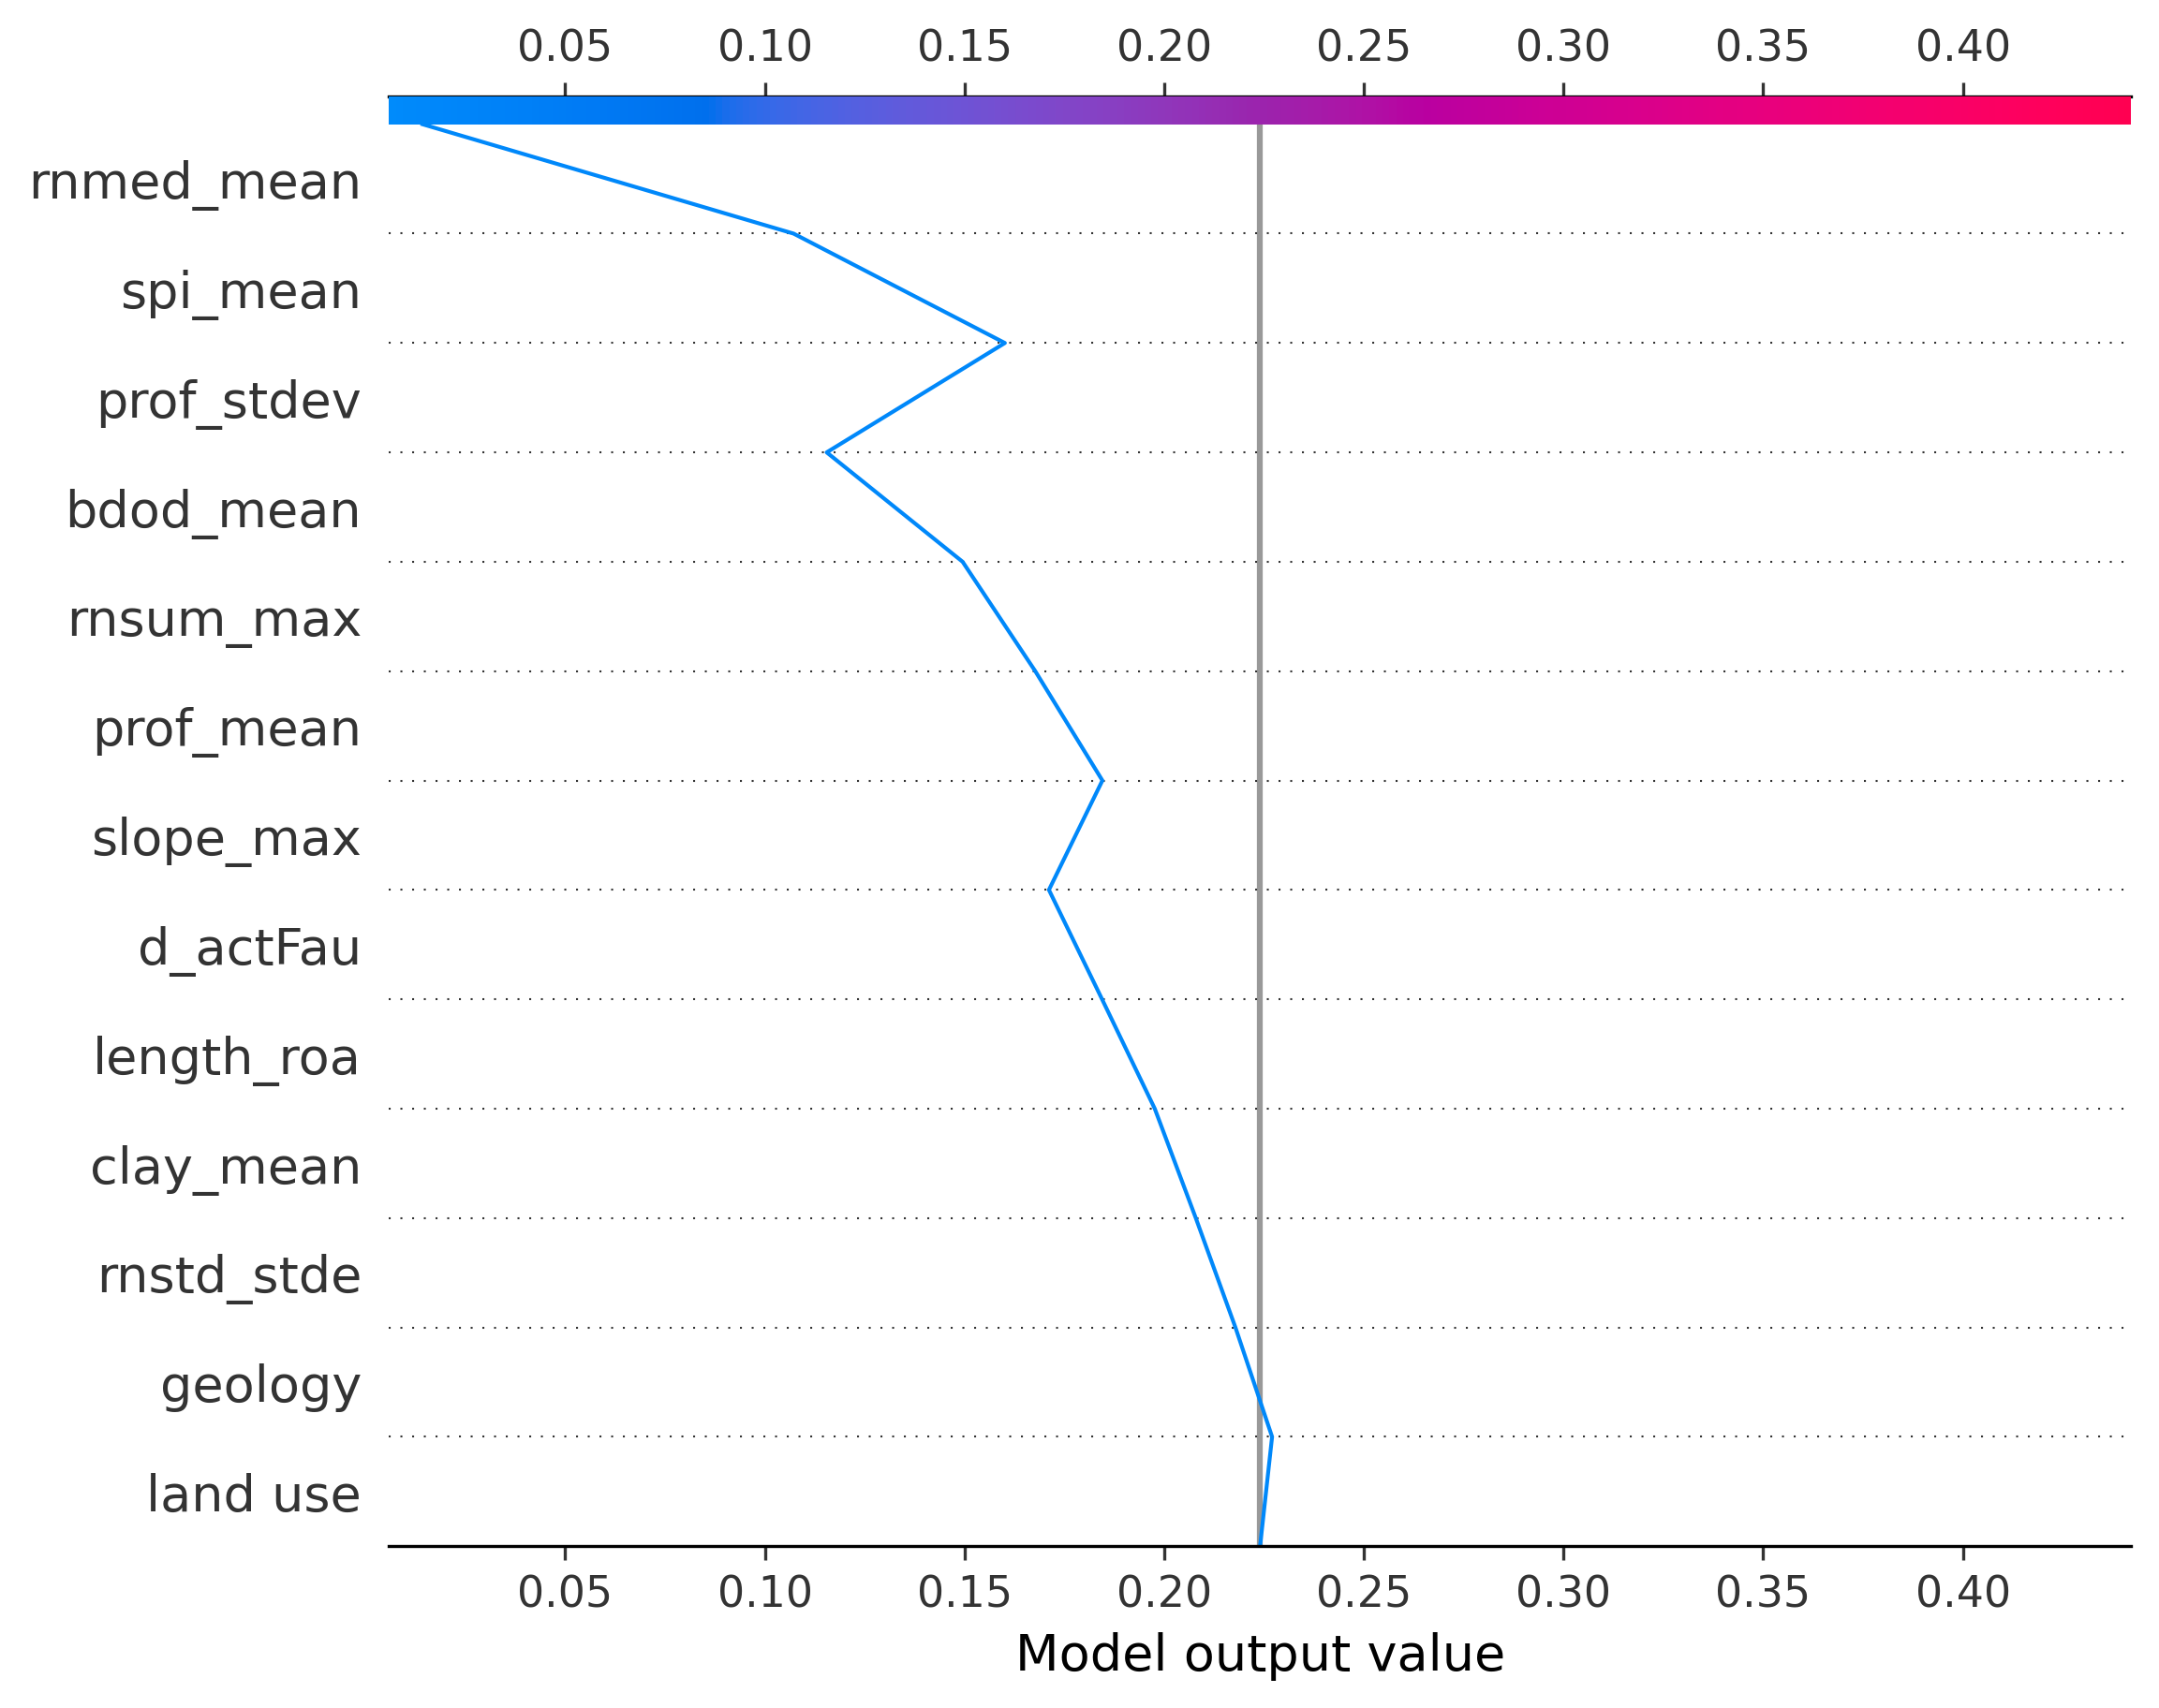 0.05 0.10 0.15 0.20 0.25 0.30 0.35 0.40
rnmed_mean
spi_mean
prof_stdev
bdod_mean
rnsum_max
prof_mean
slope_max
d_actFau
length_roa
clay_mean
rnstd_stde
geology
land use
0.05 0.10 0.15 0.20 0.25 0.30 0.35 0.40
Model output value